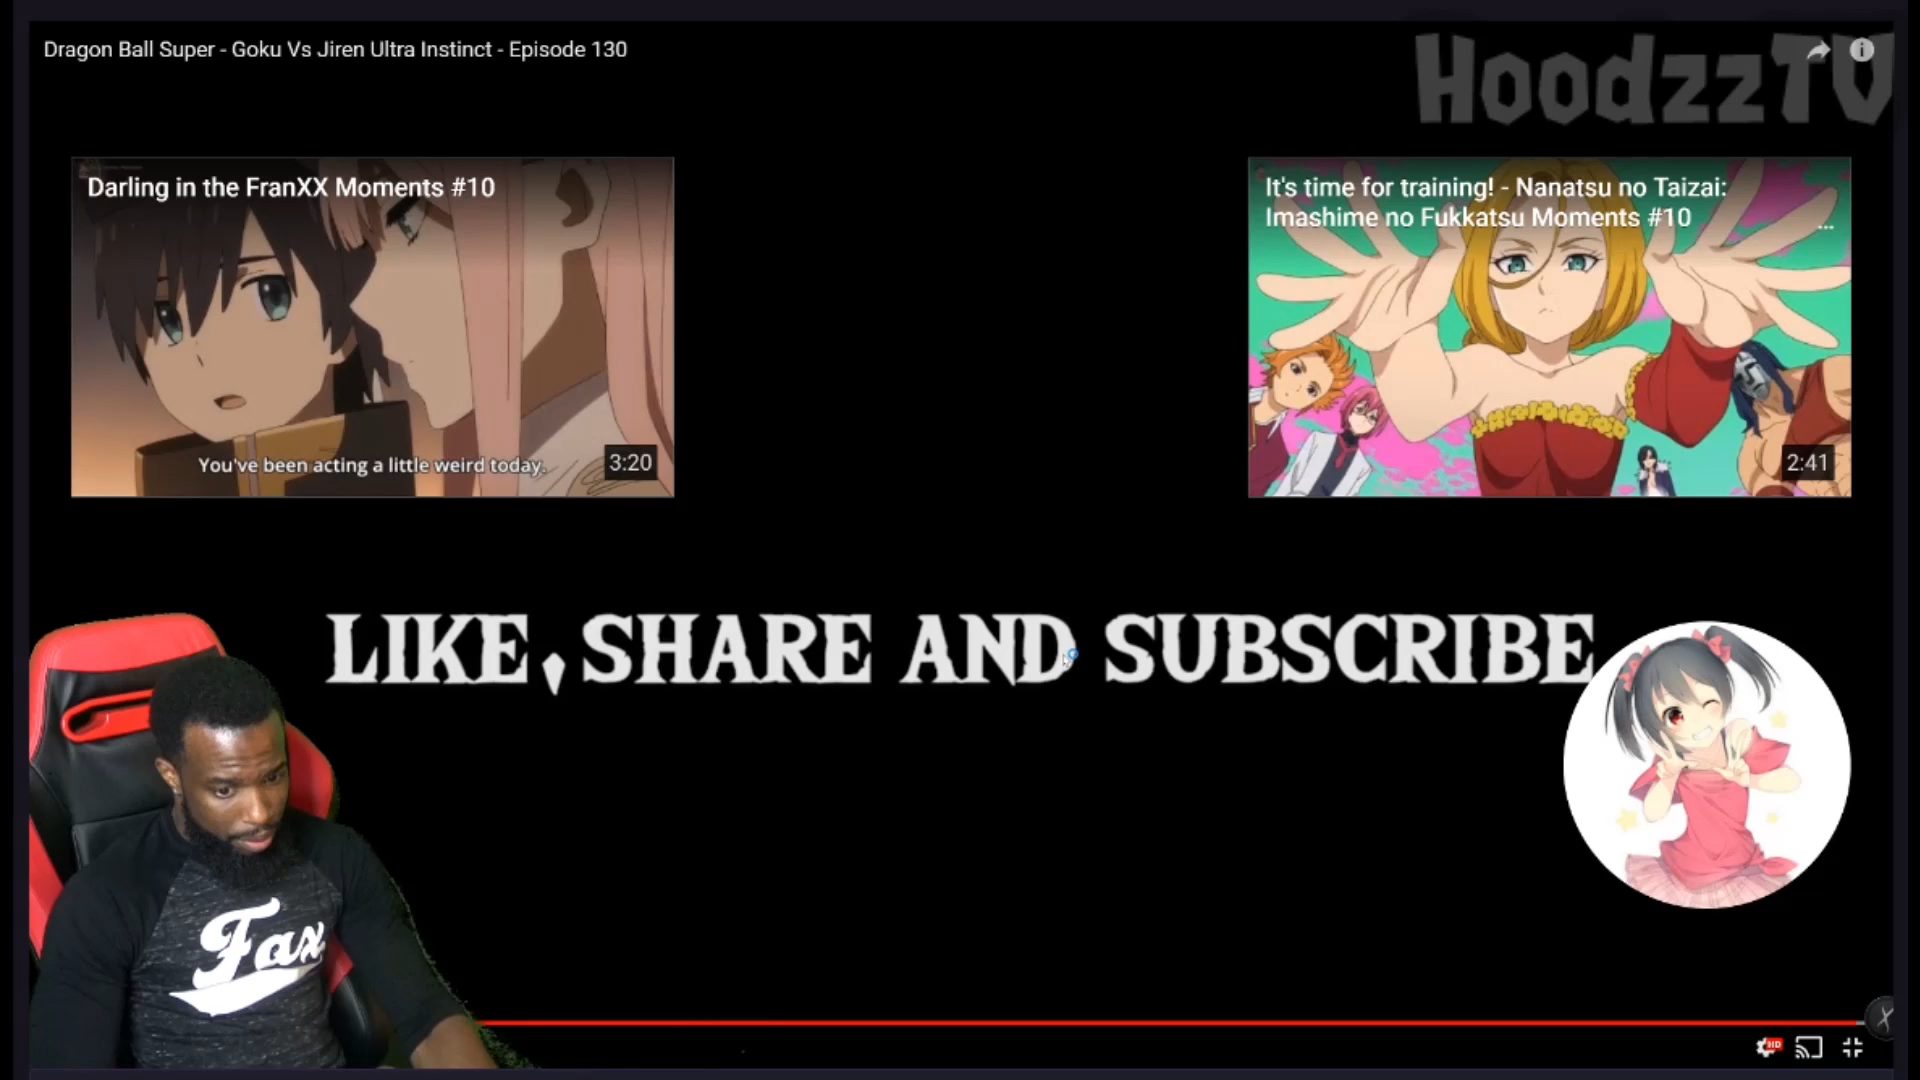 Dragon Ball Super - Goku Vs Jiren Ultra Instinct - Episode 130
HoodzzTV
Darling in the FranXX Moments #10
You've been acting a little weird today.
3:20
It's time for training! - Nanatsu no Taizai:
Imashime no Fukkatsu Moments #10
...
2:41
LIKE, SHARE AND SUBSCRIBE
Fax
HD